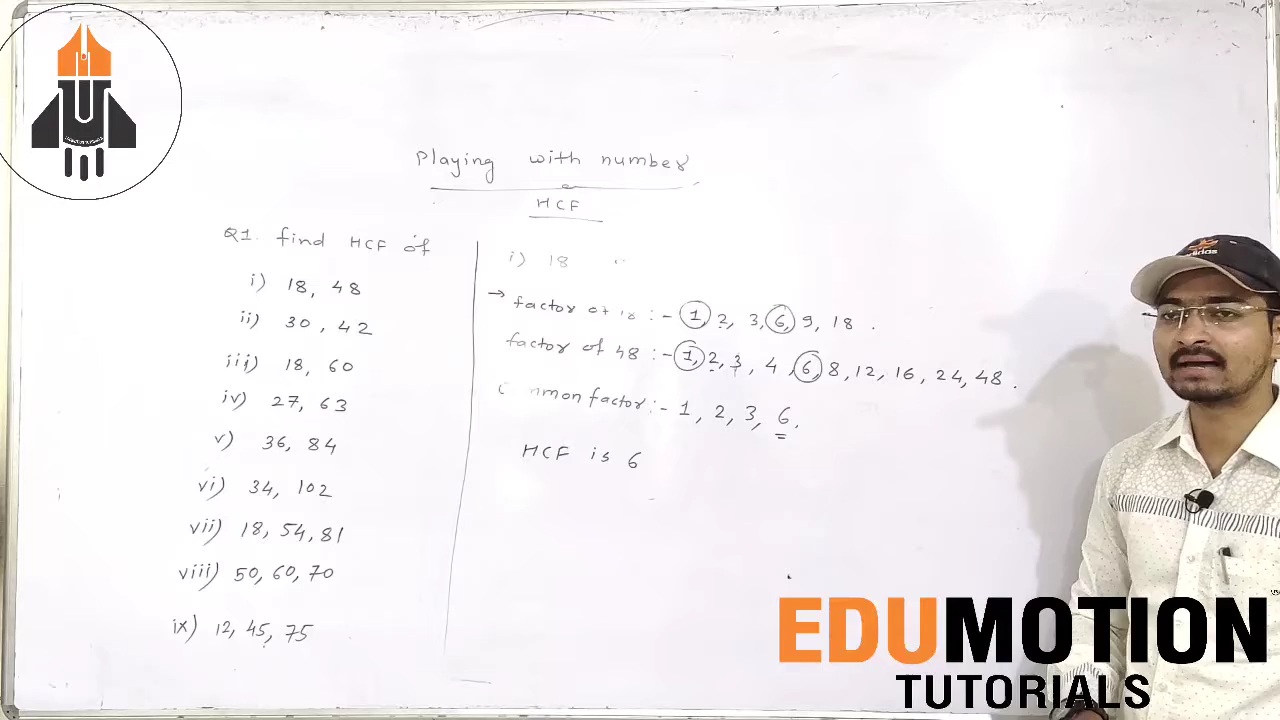 Playing with number
HCF
Q1. find HCF of
i) 18, 48
ii) 30, 42
iii) 18, 60
iv) 27, 63
v) 36, 84
vi) 34, 102
vii) 18, 54, 81
viii) 50, 60, 70
ix) 12, 45, 75
i) 18
→ factor of 18 :- 1, 2, 3, 6, 9, 18.
factor of 48 :- 1, 2, 3, 4, 6, 8, 12, 16, 24, 48.
Common factor :- 1, 2, 3, 6.
HCF is 6
EDUMOTION
TUTORIALS